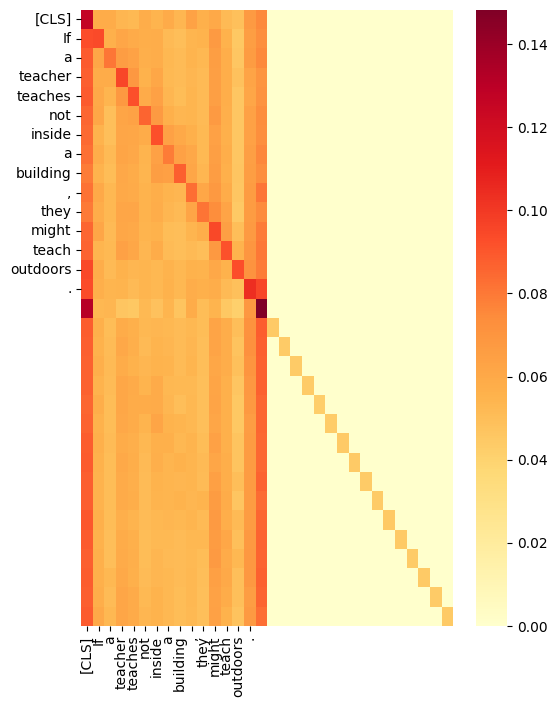 [CLS]
If
a
teacher
teaches
not
inside
a
building
,
they
might
teach
outdoors
.
0.14
0.12
0.10
0.08
0.06
0.04
0.02
0.00
[CLS]
If
a
teacher
teaches
not
inside
a
building
,
they
might
teach
outdoors
.